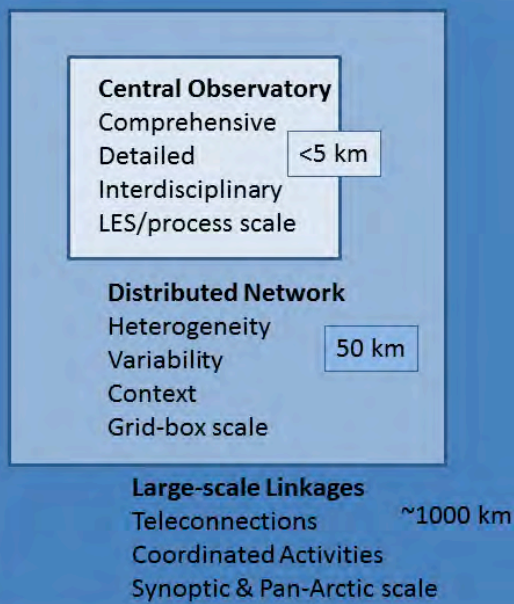 Central Observatory
Comprehensive
Detailed
<5 km
Interdisciplinary
LES/process scale
Distributed Network
Heterogeneity
Variability
50 km
Context
Grid-box scale
Large-scale Linkages
Teleconnections
~1000 km
Coordinated Activities
Synoptic & Pan-Arctic scale